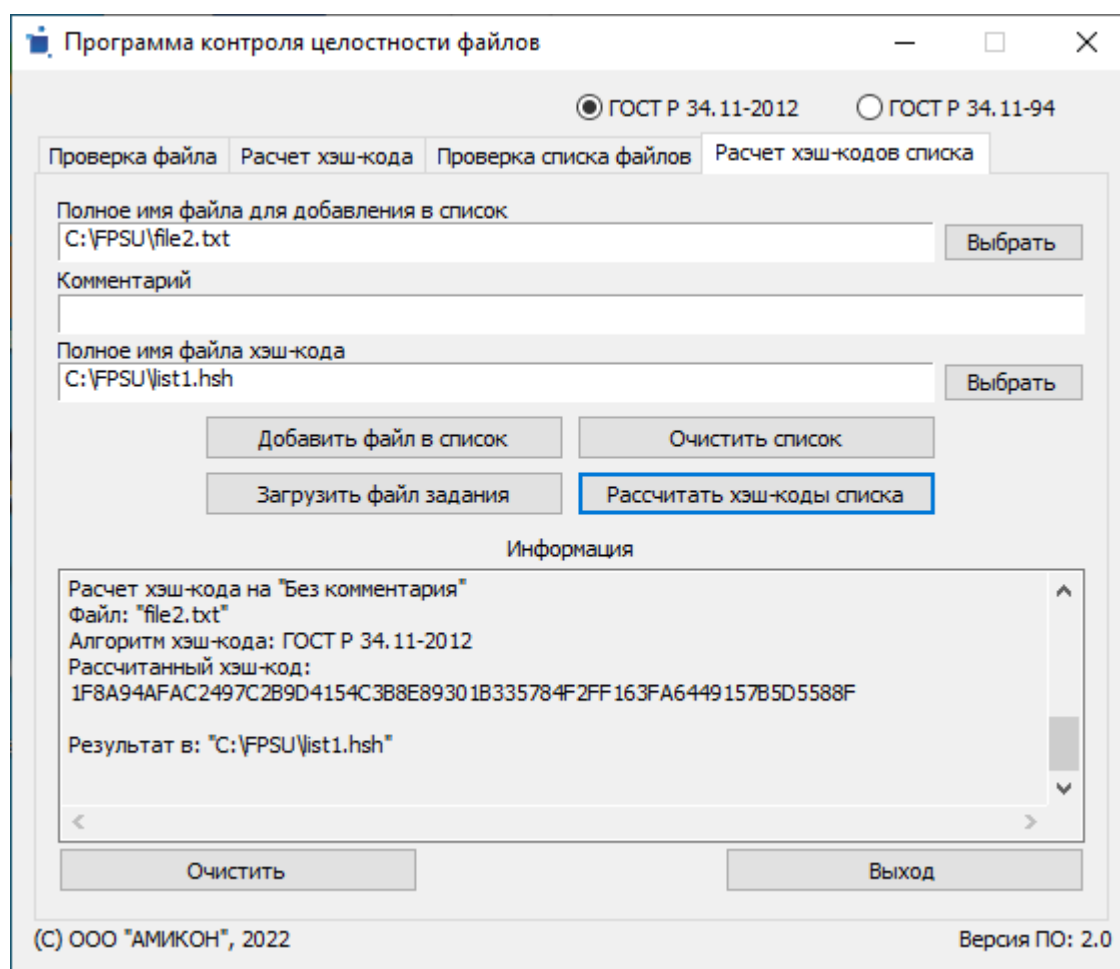 Программа контроля целостности файлов
ГОСТ Р 34.11-2012 ГОСТ Р 34.11-94
Проверка файла Расчет хэш-кода Проверка списка файлов Расчет хэш-кодов списка
Полное имя файла для добавления в список
C:\FPSU\file2.txt Выбрать
Комментарий
Полное имя файла хэш-кода
C:\FPSU\list1.hsh Выбрать
Добавить файл в список Очистить список
Загрузить файл задания Рассчитать хэш-коды списка
Информация
Расчет хэш-кода на "Без комментария"
Файл: "file2.txt"
Алгоритм хэш-кода: ГОСТ Р 34.11-2012
Рассчитанный хэш-код:
1F8A94AFAC2497C2B9D4154C3B8E89301B335784F2FF163FA6449157B5D5588F
Результат в: "C:\FPSU\list1.hsh"
Очистить Выход
(C) ООО "АМИКОН", 2022 Версия ПО: 2.0